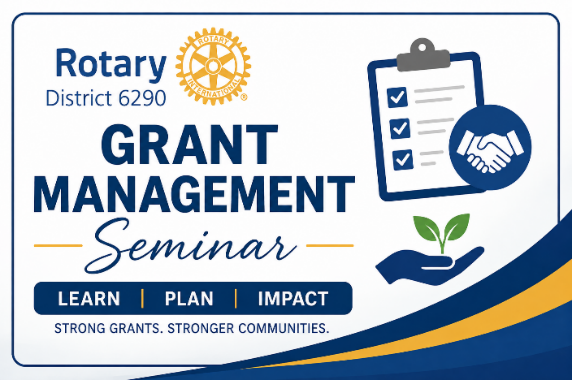 Rotary
District 6290
ROTARY
INTERNATIONAL
®
GRANT
MANAGEMENT
Seminar
LEARN | PLAN | IMPACT
STRONG GRANTS. STRONGER COMMUNITIES.